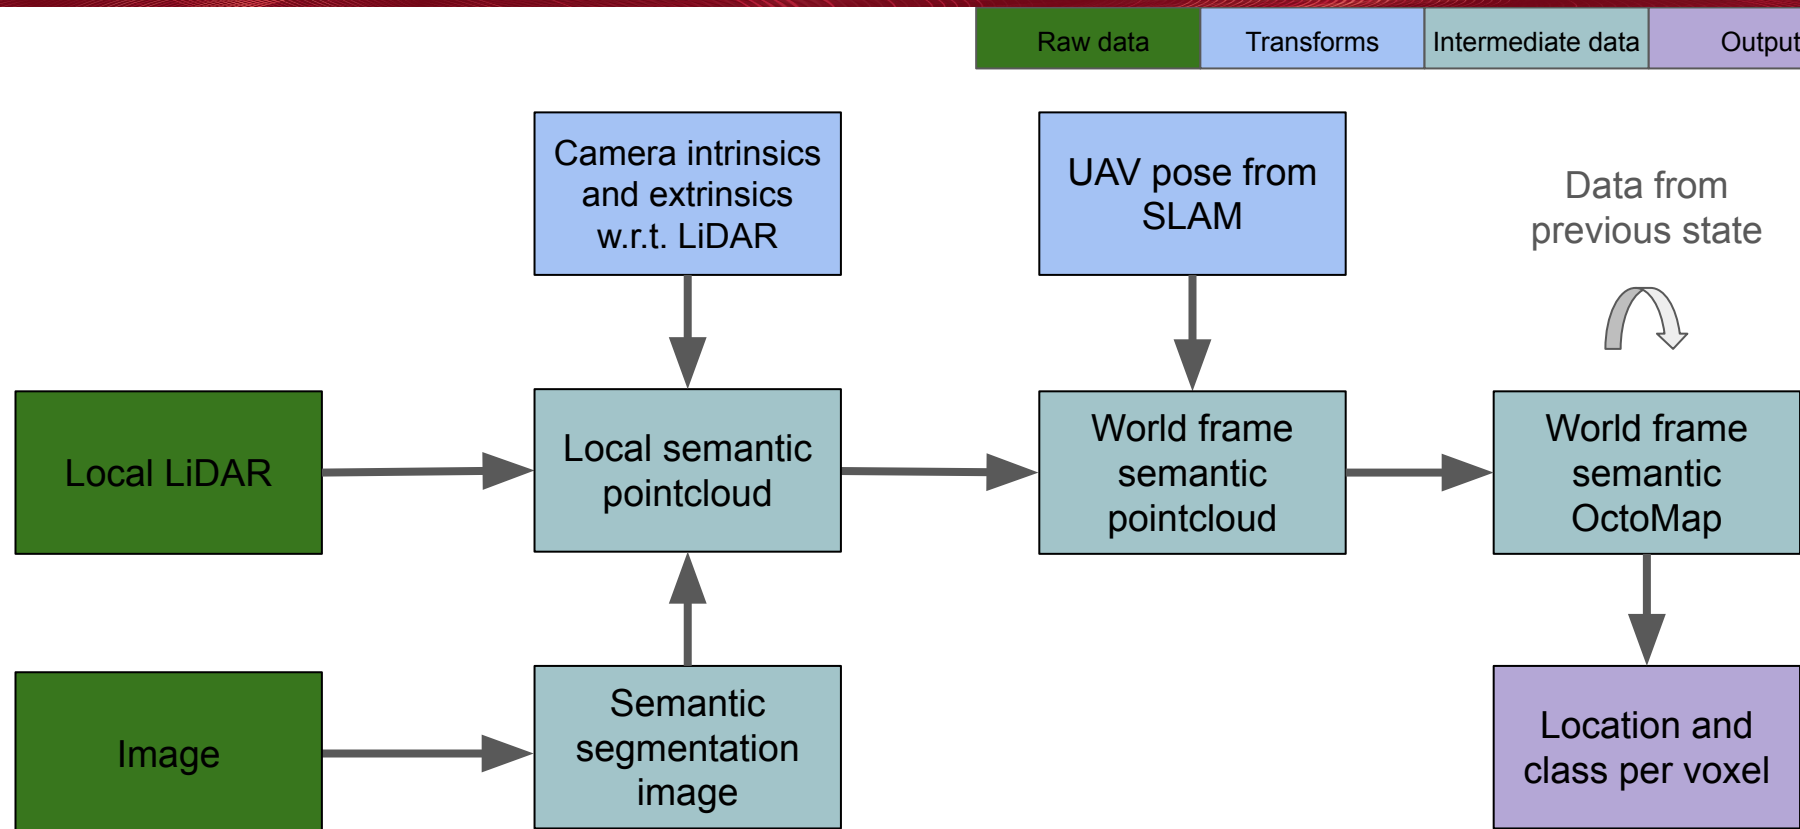 Raw data
Transforms
Intermediate data
Output
Camera intrinsics
and extrinsics
w.r.t. LiDAR
UAV pose from
SLAM
Data from
previous state
Local LiDAR
Local semantic
pointcloud
World frame
semantic
pointcloud
World frame
semantic
OctoMap
Image
Semantic
segmentation
image
Location and
class per voxel